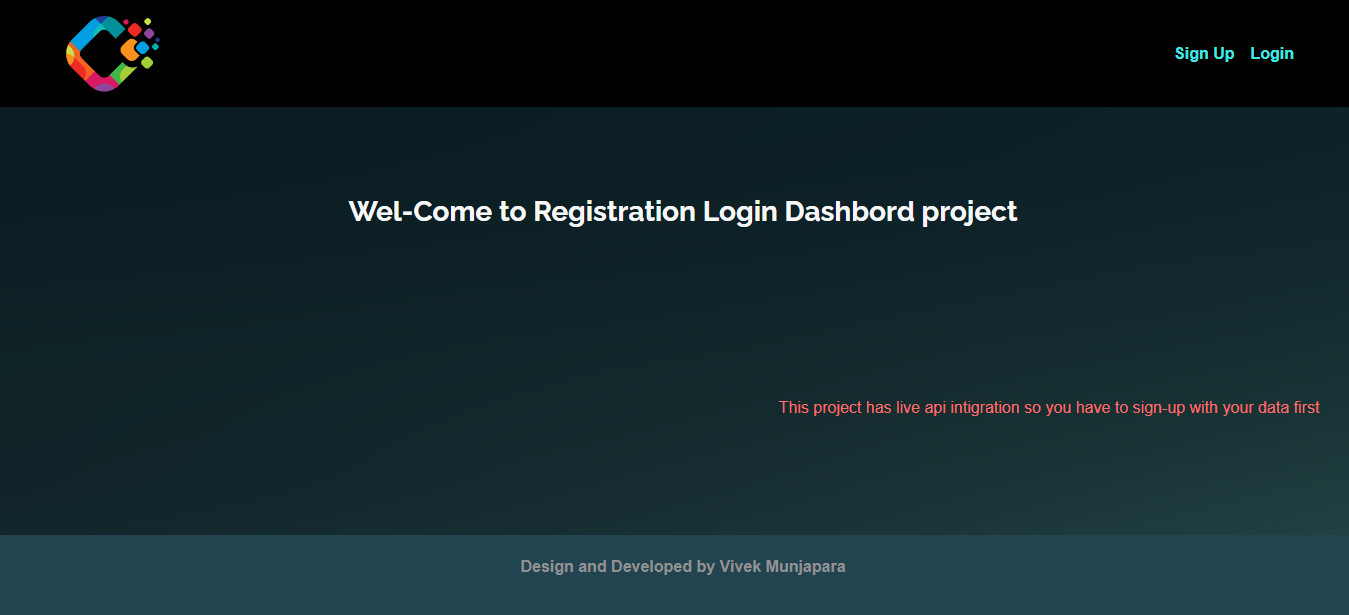 Sign Up Login
Wel-Come to Registration Login Dashbord project
This project has live api intigration so you have to sign-up with your data first
Design and Developed by Vivek Munjapara